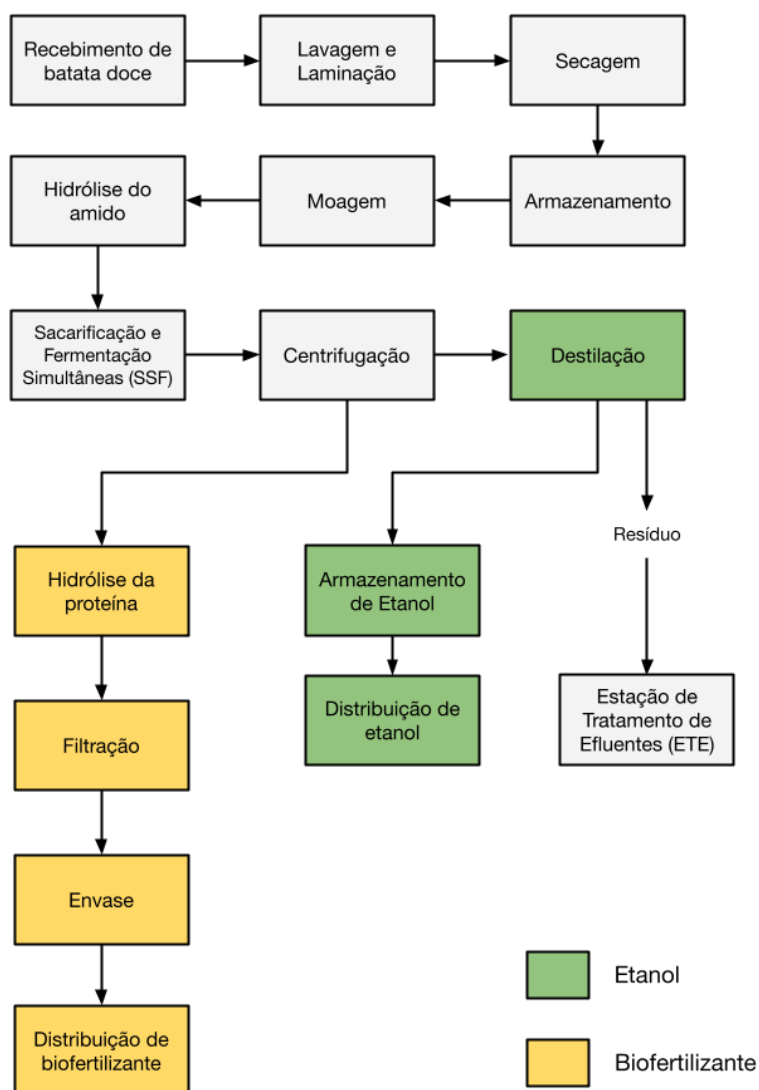 Recebimento de
batata doce
Lavagem e
Laminação
Secagem
Hidrólise do
amido
Moagem
Armazenamento
Sacarificação e
Fermentação
Simultâneas (SSF)
Centrifugação
Destilação
Resíduo
Hidrólise da
proteína
Armazenamento
de Etanol
Filtração
Distribuição de
etanol
Estação de
Tratamento de
Efluentes (ETE)
Envase
Distribuição de
biofertilizante
Etanol
Biofertilizante